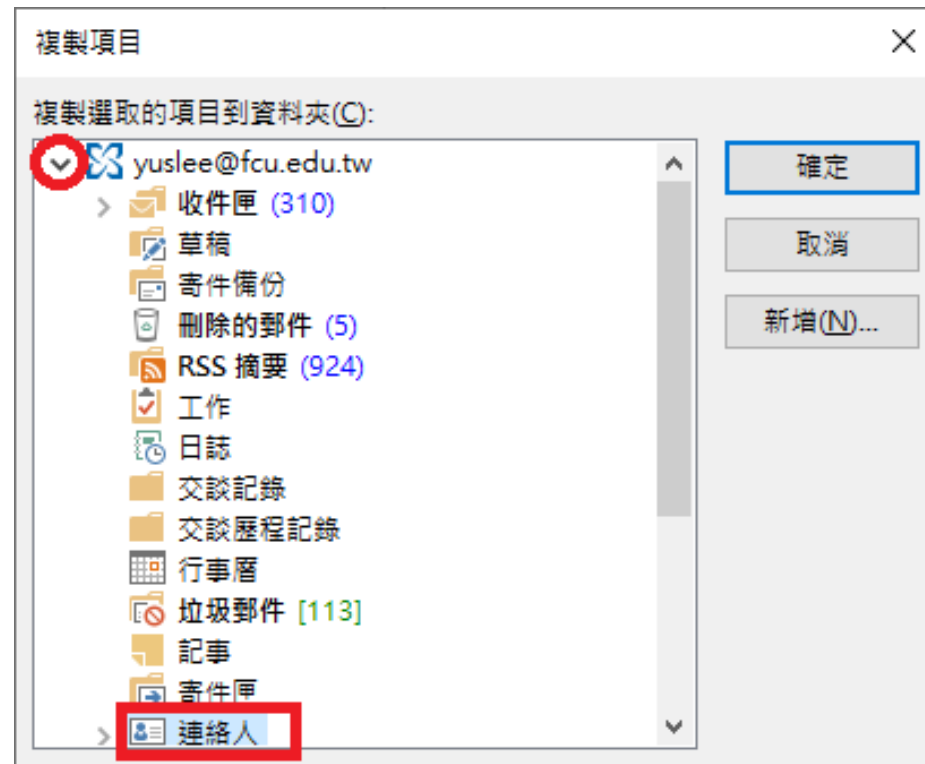 複製項目
複製選取的項目到資料夾(C):
yuslee@fcu.edu.tw
收件匣 (310)
草稿
寄件備份
刪除的郵件 (5)
RSS 摘要 (924)
工作
日誌
交談記錄
交談歷程記錄
行事曆
垃圾郵件 [113]
記事
寄件匣
連絡人
確定
取消
新增(N)...